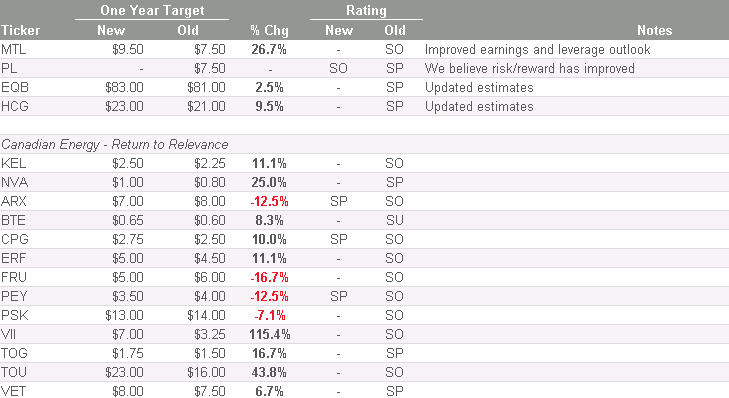 One Year Target Rating
Ticker New Old % Chg New Old Notes
MTL $9.50 $7.50 26.7% - SO Improved earnings and leverage outlook
PL - $7.50 - SO SP We believe risk/reward has improved
EQB $83.00 $81.00 2.5% - SP Updated estimates
HCG $23.00 $21.00 9.5% - SP Updated estimates
Canadian Energy - Return to Relevance
KEL $2.50 $2.25 11.1% - SO
NVA $1.00 $0.80 25.0% - SP
ARX $7.00 $8.00 -12.5% SP SO
BTE $0.65 $0.60 8.3% - SU
CPG $2.75 $2.50 10.0% SP SO
ERF $5.00 $4.50 11.1% - SO
FRU $5.00 $6.00 -16.7% - SO
PEY $3.50 $4.00 -12.5% SP SO
PSK $13.00 $14.00 -7.1% - SO
VII $7.00 $3.25 115.4% - SO
TOG $1.75 $1.50 16.7% - SP
TOU $23.00 $16.00 43.8% - SO
VET $8.00 $7.50 6.7% - SP